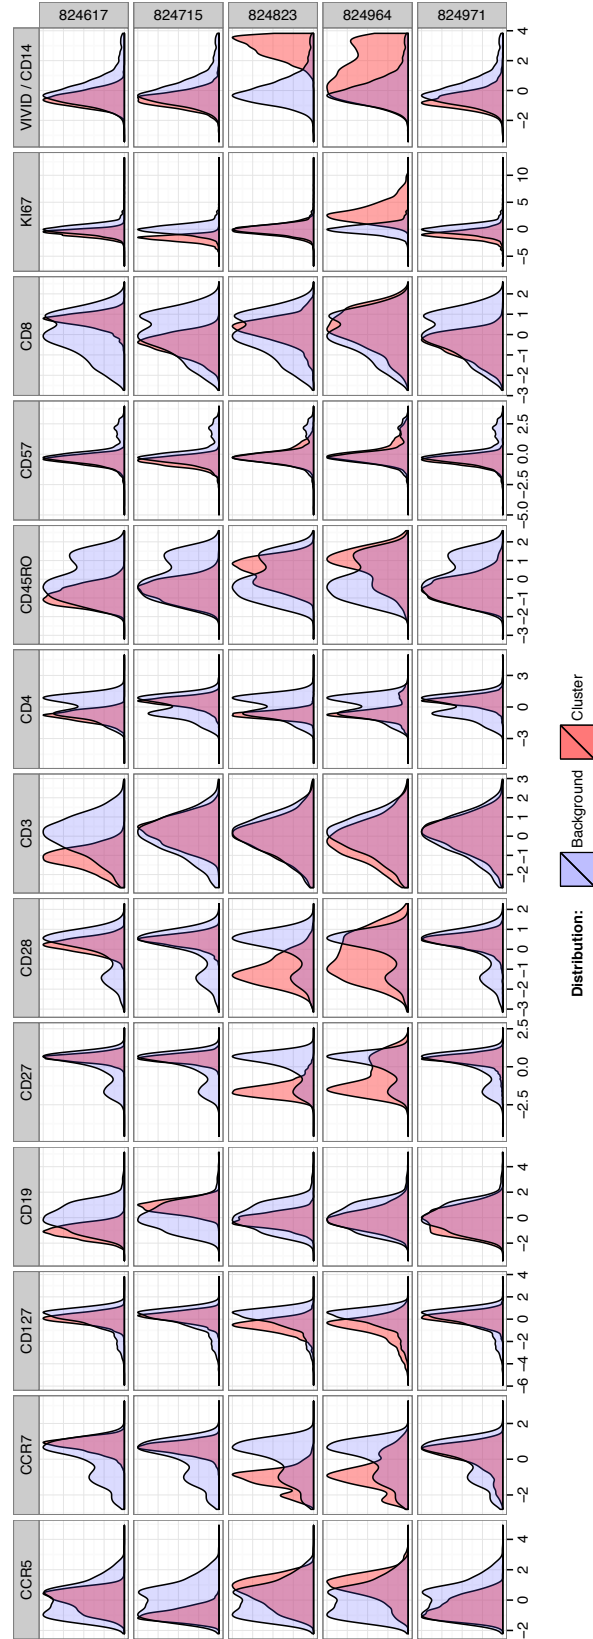 CCR5 CCR7 CD127 CD19 CD27 CD28 CD3 CD4 CD45RO CD57 CD8 KI67 VIVID / CD14
824617
824715
824823
824964
824971
−2 0 2 4 −2 0 2 −6 −4 −2 0 2 4 −2 0 2 4 −2.5 0.0 2.5 −3 −2 −1 0 1 2 −2 −1 0 1 2 3 −3 0 3 −3 −2 −1 0 1 2 −5.0 −2.5 0.0 2.5 −3 −2 −1 0 1 2 −5 0 5 10 −2 0 2 4
Distribution: Background Cluster